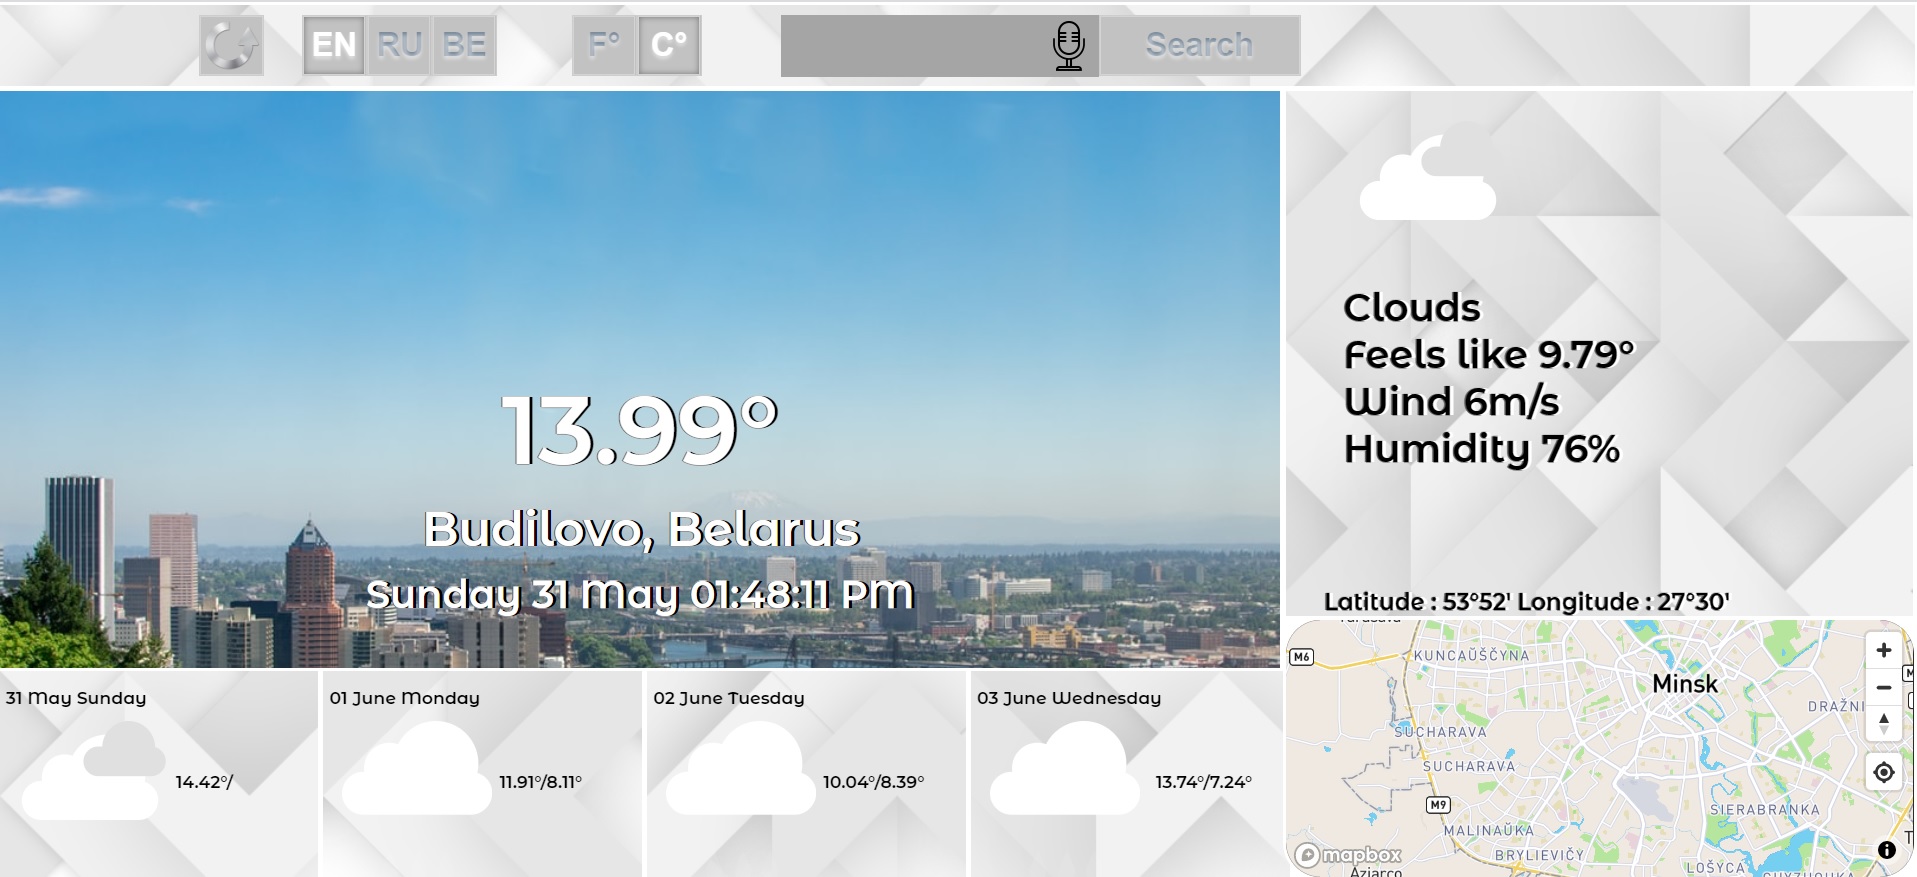 EN RU BE F° C° Search
13.99°
Budilovo, Belarus
Sunday 31 May 01:48:11 PM
Clouds
Feels like 9.79°
Wind 6m/s
Humidity 76%
Latitude : 53°52' Longitude : 27°30'
31 May Sunday
14.42°/
01 June Monday
11.91°/8.11°
02 June Tuesday
10.04°/8.39°
03 June Wednesday
13.74°/7.24°
M6
KUNCAŬŠČYNA
Minsk
DRAŽNI
SUCHARAVA
SUCHARAVA
M9
SIERABRANKA
MALINAŬKA
BRYLIEVIČY
LOŠYCA
mapbox
Aziarco